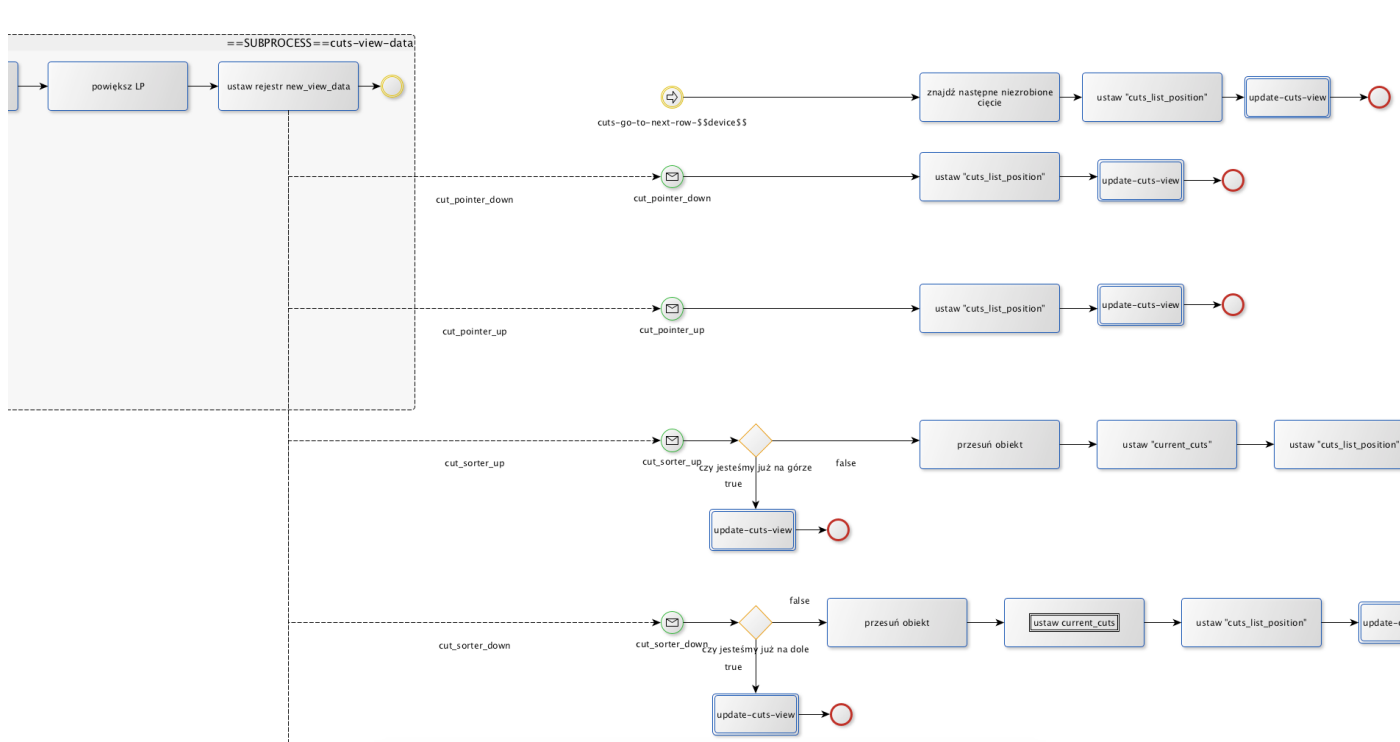 ==SUBPROCESS==cuts-view-data
powiększ LP
ustaw rejestr new_view_data
cuts-go-to-next-row-$$device$$
znajdź następne niezrobione
cięcie
ustaw "cuts_list_position"
update-cuts-view
cut_pointer_down
cut_pointer_down
ustaw "cuts_list_position"
update-cuts-view
cut_pointer_up
cut_pointer_up
ustaw "cuts_list_position"
update-cuts-view
cut_sorter_up
cut_sorter_up
czy jesteśmy już na górze
true
false
przesuń obiekt
ustaw "current_cuts"
ustaw "cuts_list_position"
update-cuts-view
cut_sorter_down
cut_sorter_down
czy jesteśmy już na dole
true
false
przesuń obiekt
ustaw current_cuts
ustaw "cuts_list_position"
update-c
update-cuts-view